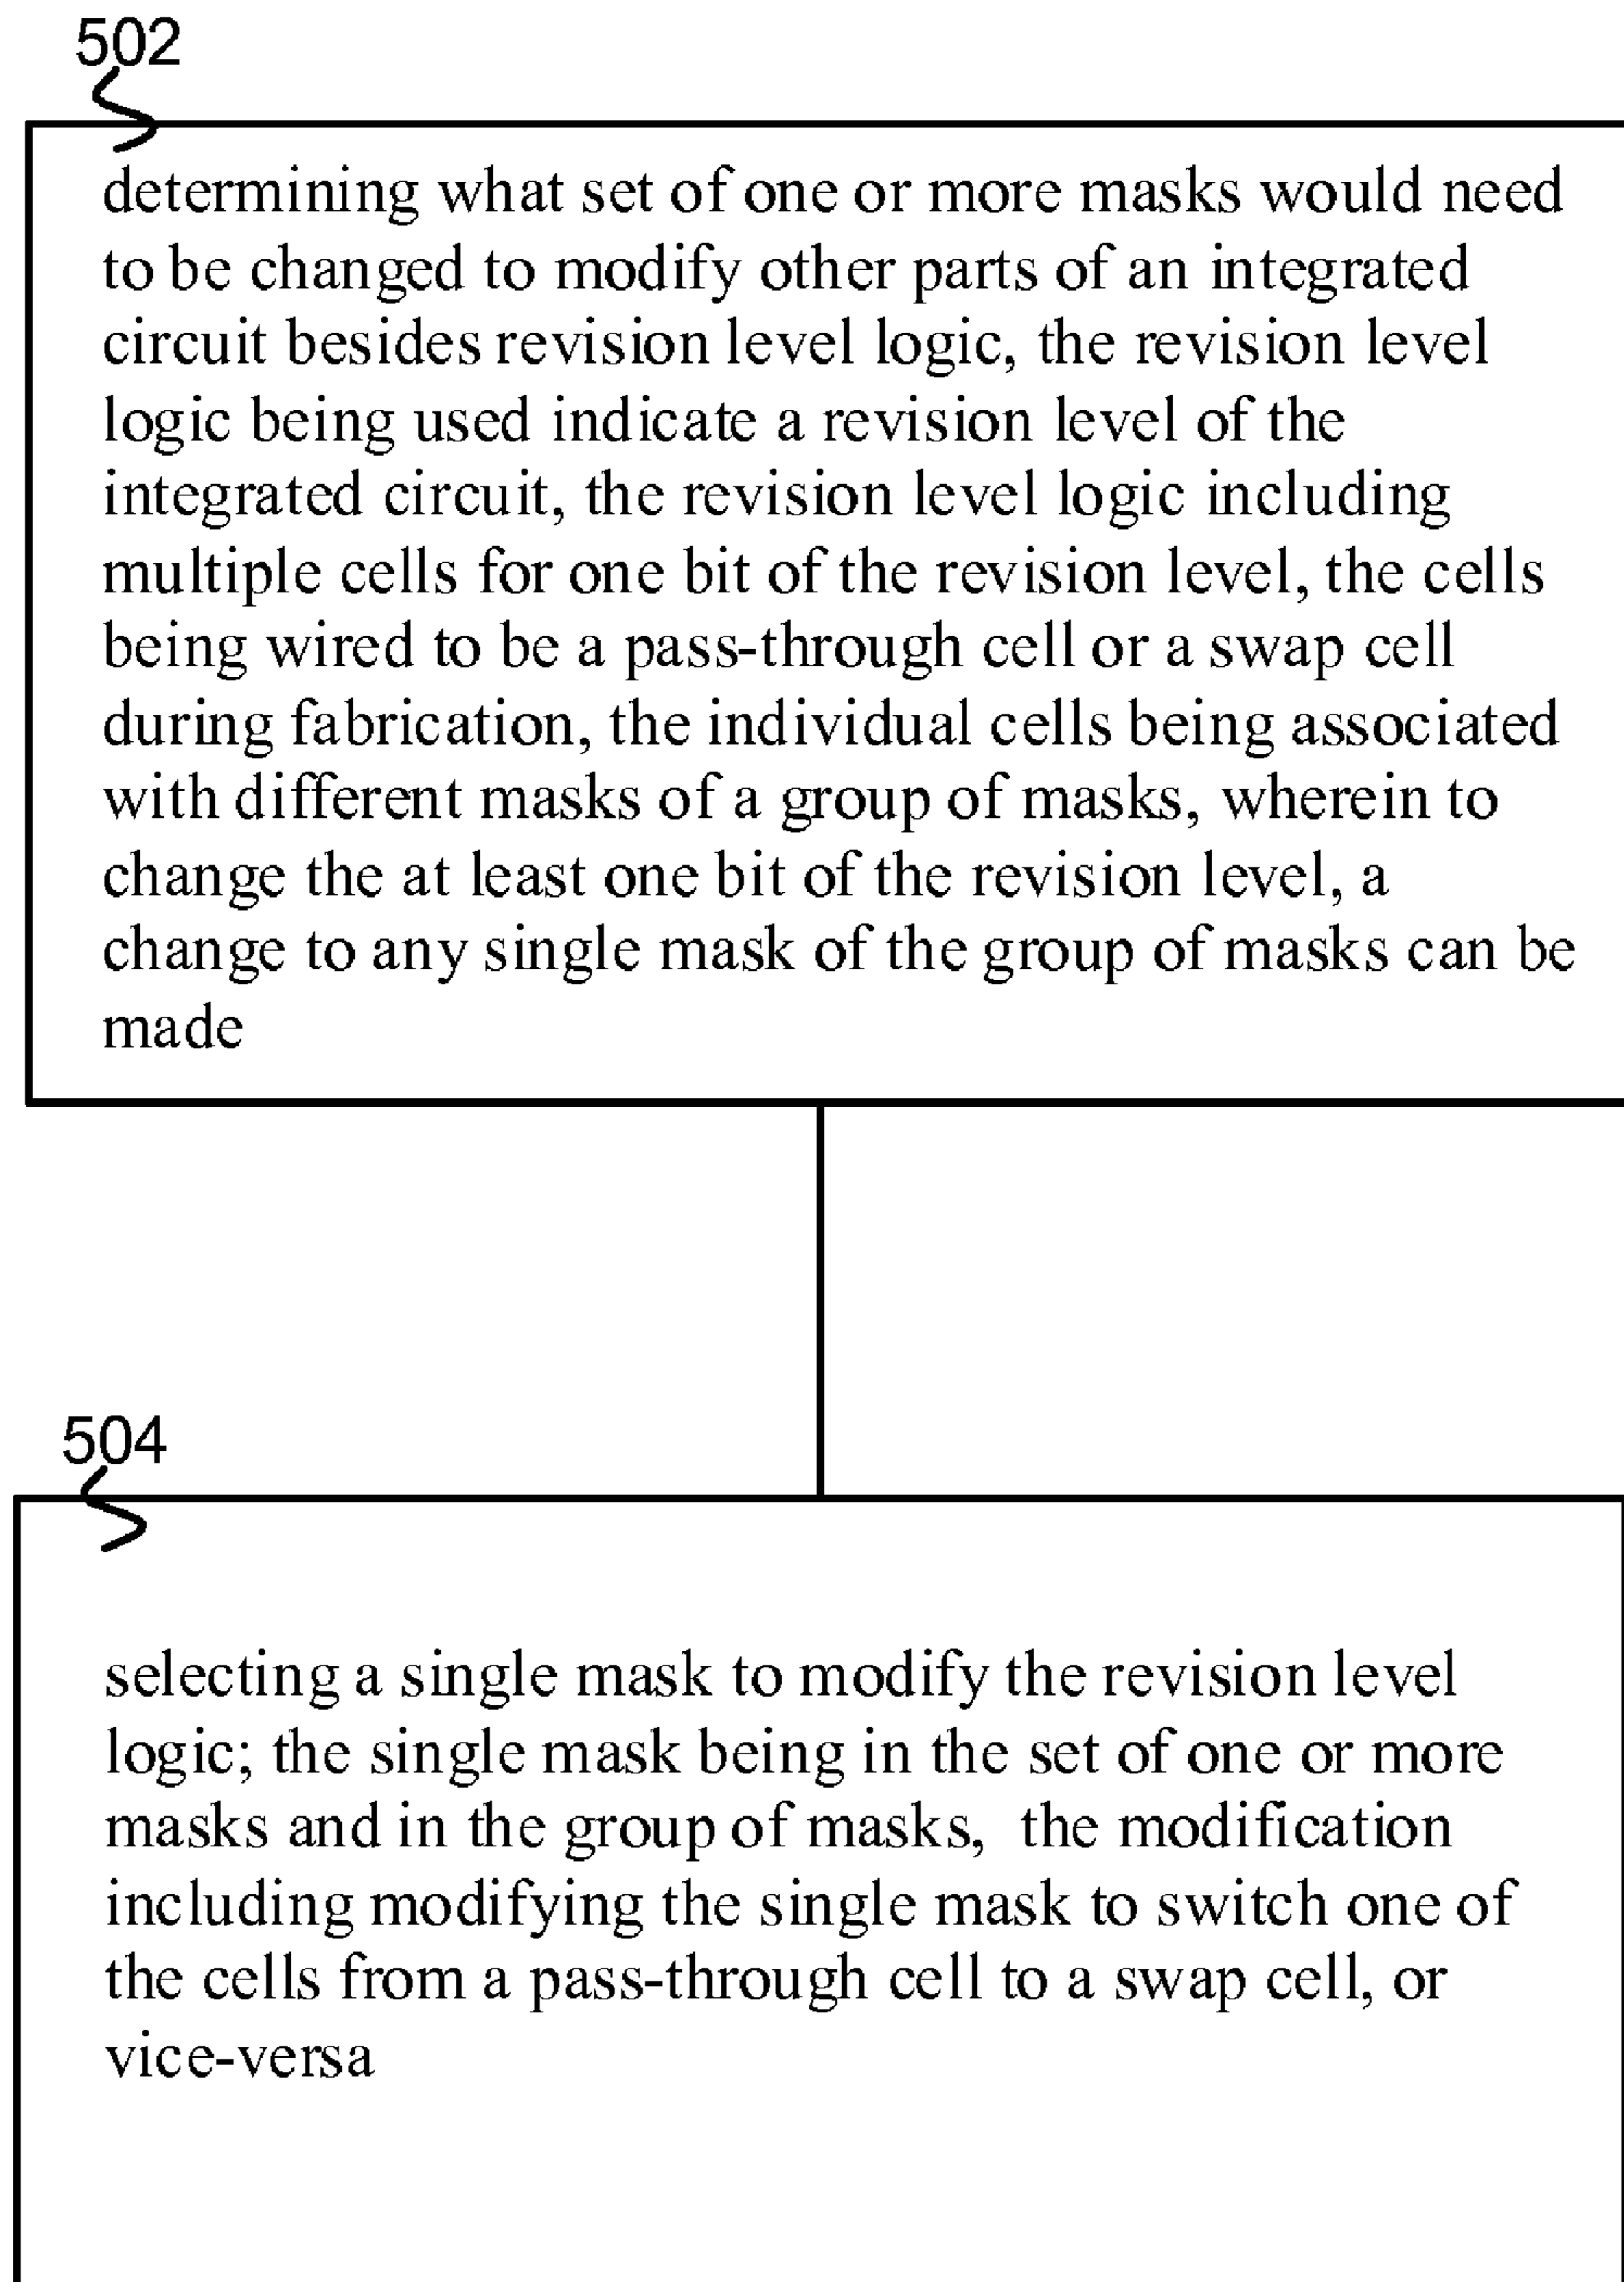 502
determining what set of one or more masks would need
to be changed to modify other parts of an integrated
circuit besides revision level logic, the revision level
logic being used indicate a revision level of the
integrated circuit, the revision level logic including
multiple cells for one bit of the revision level, the cells
being wired to be a pass-through cell or a swap cell
during fabrication, the individual cells being associated
with different masks of a group of masks, wherein to
change the at least one bit of the revision level, a
change to any single mask of the group of masks can be
made
504
selecting a single mask to modify the revision level
logic; the single mask being in the set of one or more
masks and in the group of masks, the modification
including modifying the single mask to switch one of
the cells from a pass-through cell to a swap cell, or
vice-versa